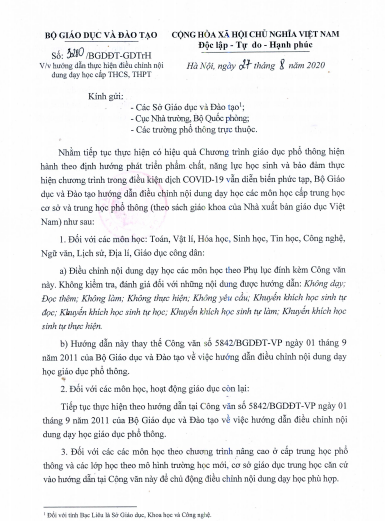 BỘ GIÁO DỤC VÀ ĐÀO TẠO
CỘNG HÒA XÃ HỘI CHỦ NGHĨA VIỆT NAM
Độc lập - Tự do - Hạnh phúc
Số: 3280 /BGDĐT-GDTrH
V/v hướng dẫn thực hiện điều chỉnh nội
dung dạy học cấp THCS, THPT
Hà Nội, ngày 27 tháng 8 năm 2020
Kính gửi:
- Các Sở Giáo dục và Đào tạo¹;
- Cục Nhà trường, Bộ Quốc phòng;
- Các trường phổ thông trực thuộc.
Nhằm tiếp tục thực hiện có hiệu quả Chương trình giáo dục phổ thông hiện
hành theo định hướng phát triển phẩm chất, năng lực học sinh và bảo đảm thực
hiện chương trình trong điều kiện dịch COVID-19 vẫn diễn biến phức tạp, Bộ Giáo
dục và Đào tạo hướng dẫn điều chỉnh nội dung dạy học các môn học cấp trung học
cơ sở và trung học phổ thông (theo sách giáo khoa của Nhà xuất bản giáo dục Việt
Nam) như sau:
1. Đối với các môn học: Toán, Vật lí, Hóa học, Sinh học, Tin học, Công nghệ,
Ngữ văn, Lịch sử, Địa lí, Giáo dục công dân:
a) Điều chỉnh nội dung dạy học các môn học theo Phụ lục đính kèm Công văn
này. Không kiểm tra, đánh giá đối với những nội dung được hướng dẫn: Không dạy;
Đọc thêm; Không làm; Không thực hiện; Không yêu cầu; Khuyến khích học sinh tự
đọc; Khuyến khích học sinh tự học; Khuyến khích học sinh tự làm; Khuyến khích học
sinh tự thực hiện.
b) Hướng dẫn này thay thế Công văn số 5842/BGDĐT-VP ngày 01 tháng 9
năm 2011 của Bộ Giáo dục và Đào tạo về việc hướng dẫn điều chỉnh nội dung dạy
học giáo dục phổ thông.
2. Đối với các môn học, hoạt động giáo dục còn lại:
Tiếp tục thực hiện theo hướng dẫn tại Công văn số 5842/BGDĐT-VP ngày 01
tháng 9 năm 2011 của Bộ Giáo dục và Đào tạo về việc hướng dẫn điều chỉnh nội
dung dạy học giáo dục phổ thông.
3. Đối với các các môn học theo chương trình nâng cao ở cấp trung học phổ
thông và các lớp học theo mô hình trường học mới, cơ sở giáo dục trung học căn cứ
vào hướng dẫn tại Công văn này để chủ động điều chỉnh nội dung dạy học phù hợp.
¹ Đối với tỉnh Bạc Liêu là Sở Giáo dục, Khoa học và Công nghệ.